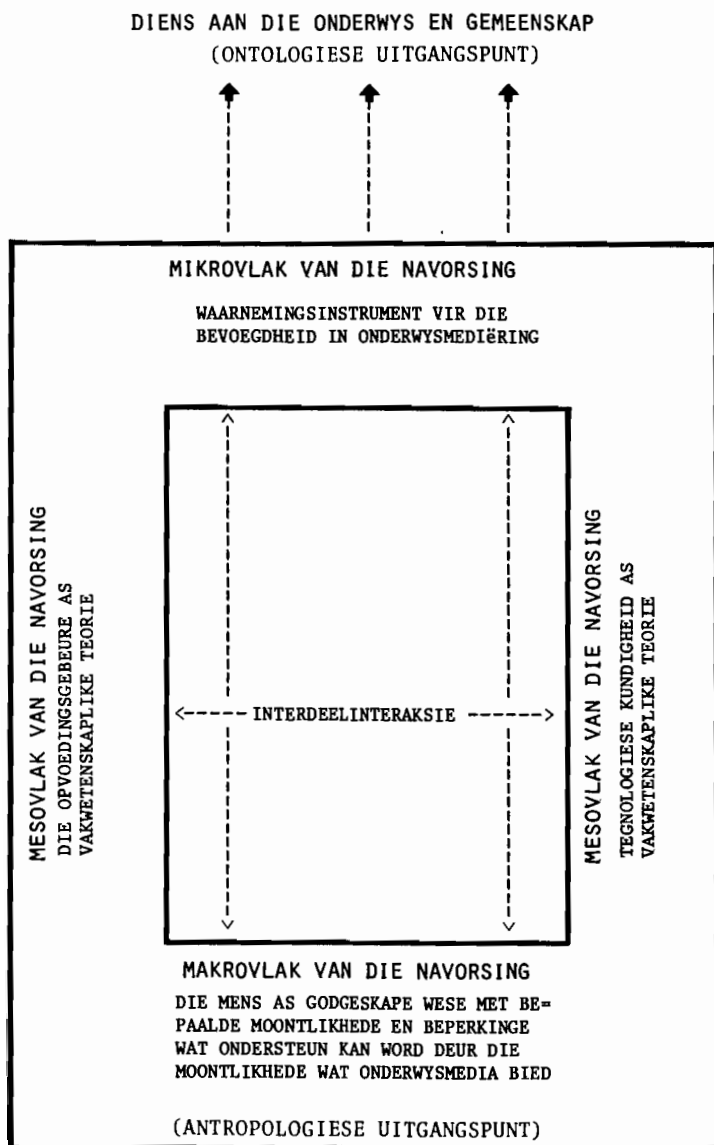 DIENS AAN DIE ONDERWYS EN GEMEENSKAP
(ONTOLOGIESE UITGANGSPUNT)
MIKROVLAK VAN DIE NAVORSING
WAARNEMINGSINSTRUMENT VIR DIE
BEVOEGDHEID IN ONDERWYSMEDIëRING
MESOVLAK VAN DIE NAVORSING
DIE OPVOEDINGSGEBEURE AS
VAKWETENSKAPLIKE TEORIE
INTERDEELINTERAKSIE
MESOVLAK VAN DIE NAVORSING
TEGNOLOGIESE KUNDIGHEID AS
VAKWETENSKAPLIKE TEORIE
MAKROVLAK VAN DIE NAVORSING
DIE MENS AS GODGESKAPE WESE MET BE=
PAALDE MOONTLIKHEDE EN BEPERKINGE
WAT ONDERSTEUN KAN WORD DEUR DIE
MOONTLIKHEDE WAT ONDERWYSMEDIA BIED
(ANTROPOLOGIESE UITGANGSPUNT)